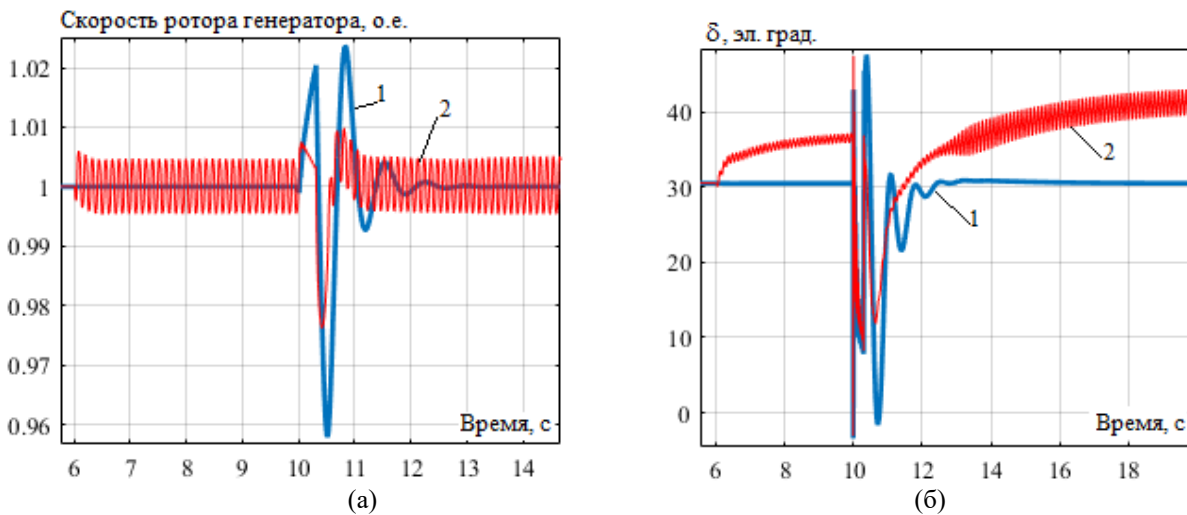 Скорость ротора генератора, о.е.
1.02
1.01
1
0.99
0.98
0.97
0.96
1
2
Время, с
6 7 8 9 10 11 12 13 14
(а)
δ, эл. град.
40
30
20
10
0
2
1
Время, с
6 8 10 12 14 16 18
(б)